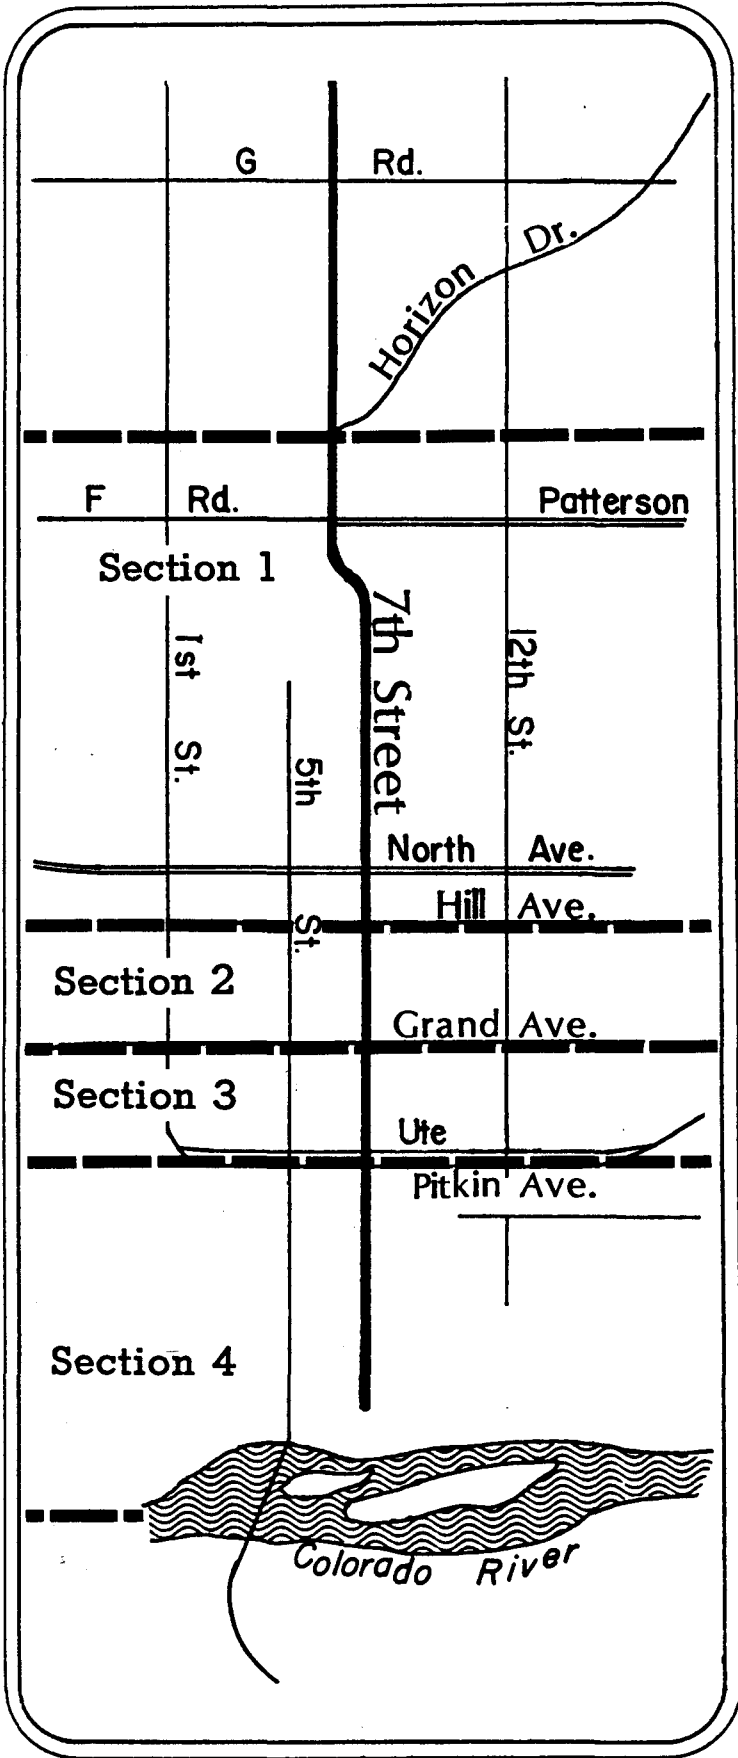 G Rd.
Horizon Dr.
F Rd. Patterson
Section 1
1st St.
5th St.
7th Street
12th St.
North Ave.
Hill Ave.
Section 2
Grand Ave.
Section 3
Ute
Pitkin Ave.
Section 4
Colorado River